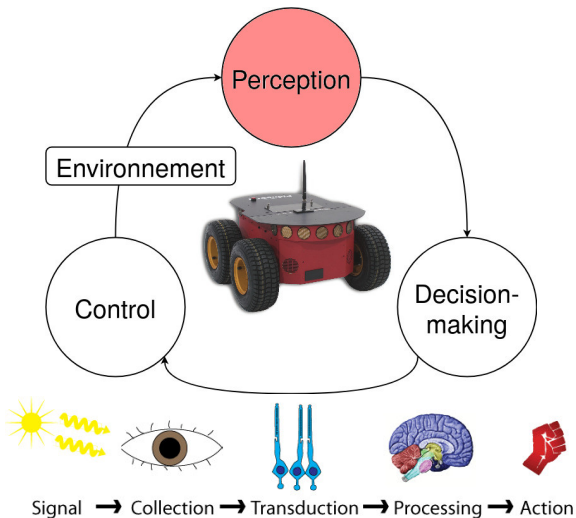 Perception
Environnement
Control
Decision-
making
Signal → Collection → Transduction → Processing → Action